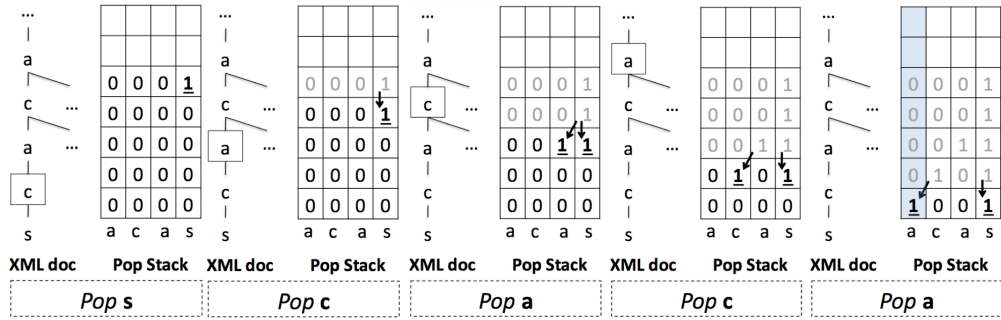 ...
a
0 0 0 1
c ...
0 0 0 0
a ...
0 0 0 0
c
0 0 0 0
0 0 0 0
s
a c a s
XML doc Pop Stack
Pop s
...
a
0 0 0 1
c ...
0 0 0 1
a ...
0 0 0 0
c
0 0 0 0
0 0 0 0
s
a c a s
XML doc Pop Stack
Pop c
...
a
0 0 0 1
c ...
0 0 0 1
a ...
0 0 1 1
c
0 0 0 0
0 0 0 0
s
a c a s
XML doc Pop Stack
Pop a
...
a
0 0 0 1
c ...
0 0 0 1
a ...
0 0 1 1
c
0 1 0 1
0 0 0 0
s
a c a s
XML doc Pop Stack
Pop c
...
a
0 0 0 1
c ...
0 0 0 1
a ...
0 0 1 1
c
0 1 0 1
1 0 0 1
s
a c a s
XML doc Pop Stack
Pop a